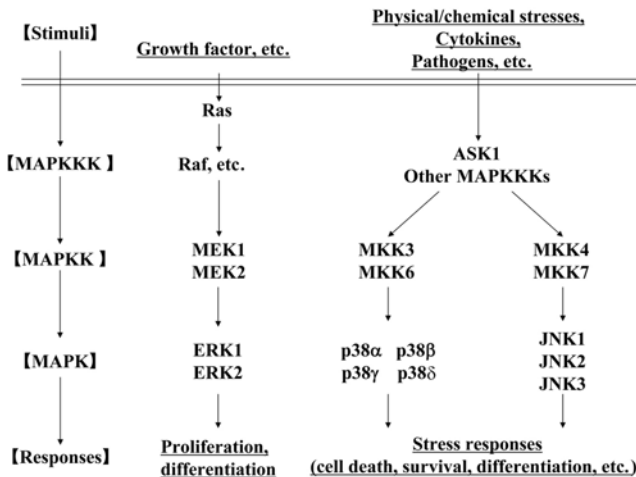 【Stimuli】
Growth factor, etc.
Physical/chemical stresses,
Cytokines,
Pathogens, etc.
Ras
【MAPKKK】
Raf, etc.
ASK1
Other MAPKKKs
【MAPKK】
MEK1
MEK2
MKK3
MKK6
MKK4
MKK7
【MAPK】
ERK1
ERK2
p38α p38β
p38γ p38δ
JNK1
JNK2
JNK3
【Responses】
Proliferation,
differentiation
Stress responses
(cell death, survival, differentiation, etc.)